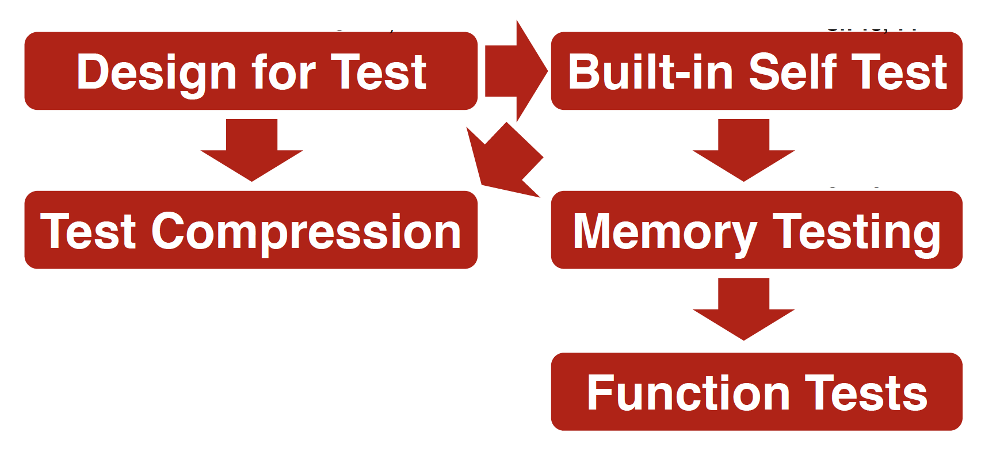 Design for Test
Built-in Self Test
Test Compression
Memory Testing
Function Tests